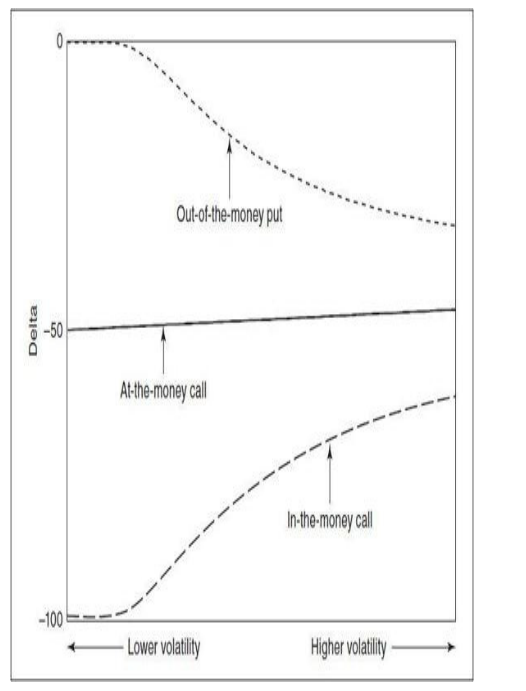 0
Out-of-the-money put
Delta
–50
At-the-money call
In-the-money call
–100
Lower volatility
Higher volatility